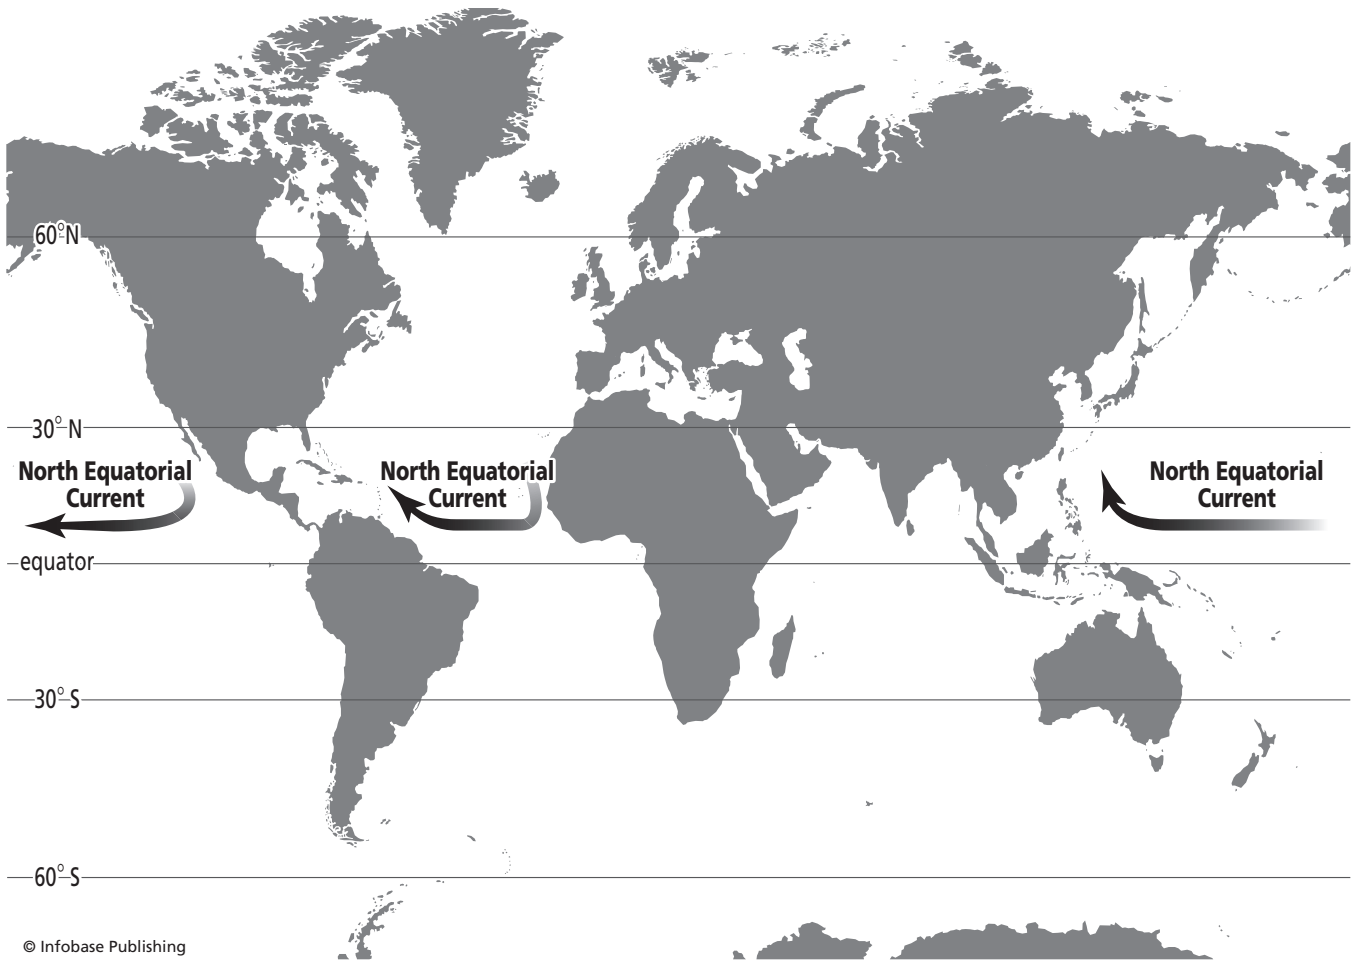 60°N
30°N
North Equatorial
Current
North Equatorial
Current
North Equatorial
Current
equator
30°S
60°S
© Infobase Publishing